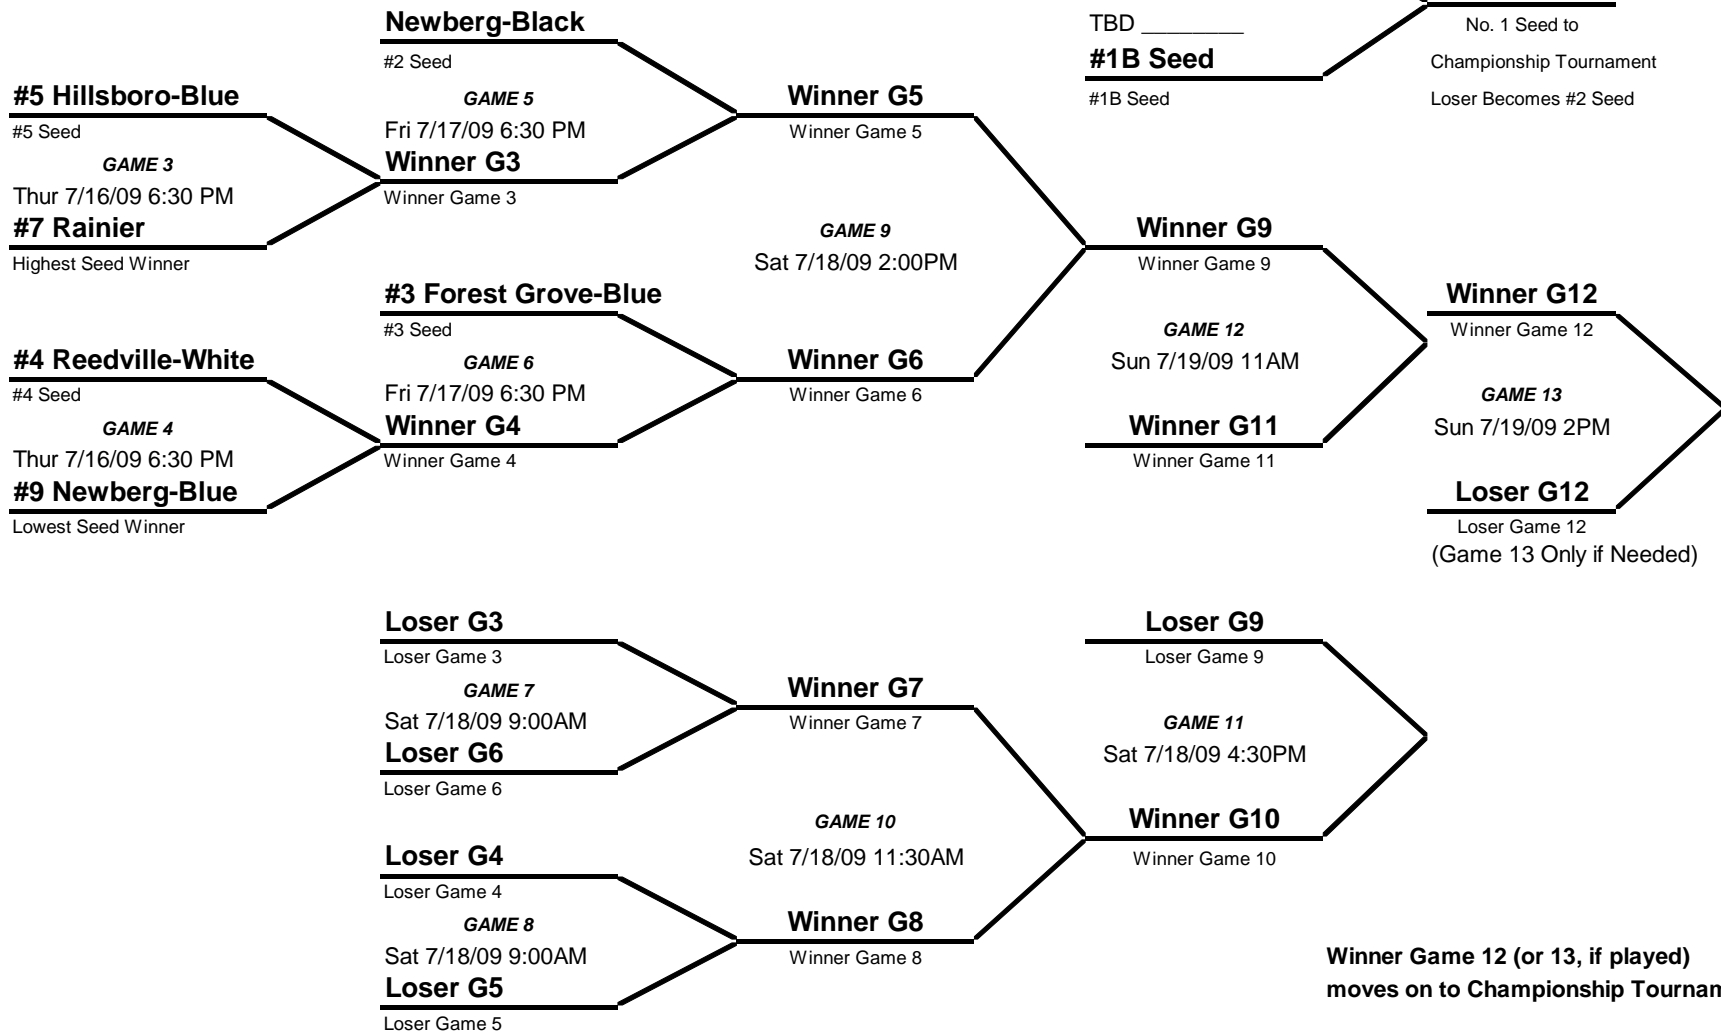 Newberg-Black
#2 Seed
TBD ________
#1B Seed
#1B Seed
No. 1 Seed to
Championship Tournament
Loser Becomes #2 Seed
#5 Hillsboro-Blue
#5 Seed
GAME 3
Thur 7/16/09 6:30 PM
#7 Rainier
Highest Seed Winner
GAME 5
Fri 7/17/09 6:30 PM
Winner G3
Winner Game 3
Winner G5
Winner Game 5
GAME 9
Sat 7/18/09 2:00PM
Winner G9
Winner Game 9
#3 Forest Grove-Blue
#3 Seed
GAME 6
Fri 7/17/09 6:30 PM
Winner G4
Winner Game 4
#4 Reedville-White
#4 Seed
GAME 4
Thur 7/16/09 6:30 PM
#9 Newberg-Blue
Lowest Seed Winner
Winner G6
Winner Game 6
GAME 12
Sun 7/19/09 11AM
Winner G11
Winner Game 11
Winner G12
Winner Game 12
GAME 13
Sun 7/19/09 2PM
Loser G12
Loser Game 12
(Game 13 Only if Needed)
Loser G3
Loser Game 3
GAME 7
Sat 7/18/09 9:00AM
Loser G6
Loser Game 6
Winner G7
Winner Game 7
Loser G9
Loser Game 9
GAME 11
Sat 7/18/09 4:30PM
Winner G10
Winner Game 10
GAME 10
Sat 7/18/09 11:30AM
Loser G4
Loser Game 4
GAME 8
Sat 7/18/09 9:00AM
Loser G5
Loser Game 5
Winner G8
Winner Game 8
Winner Game 12 (or 13, if played)
moves on to Championship Tournam